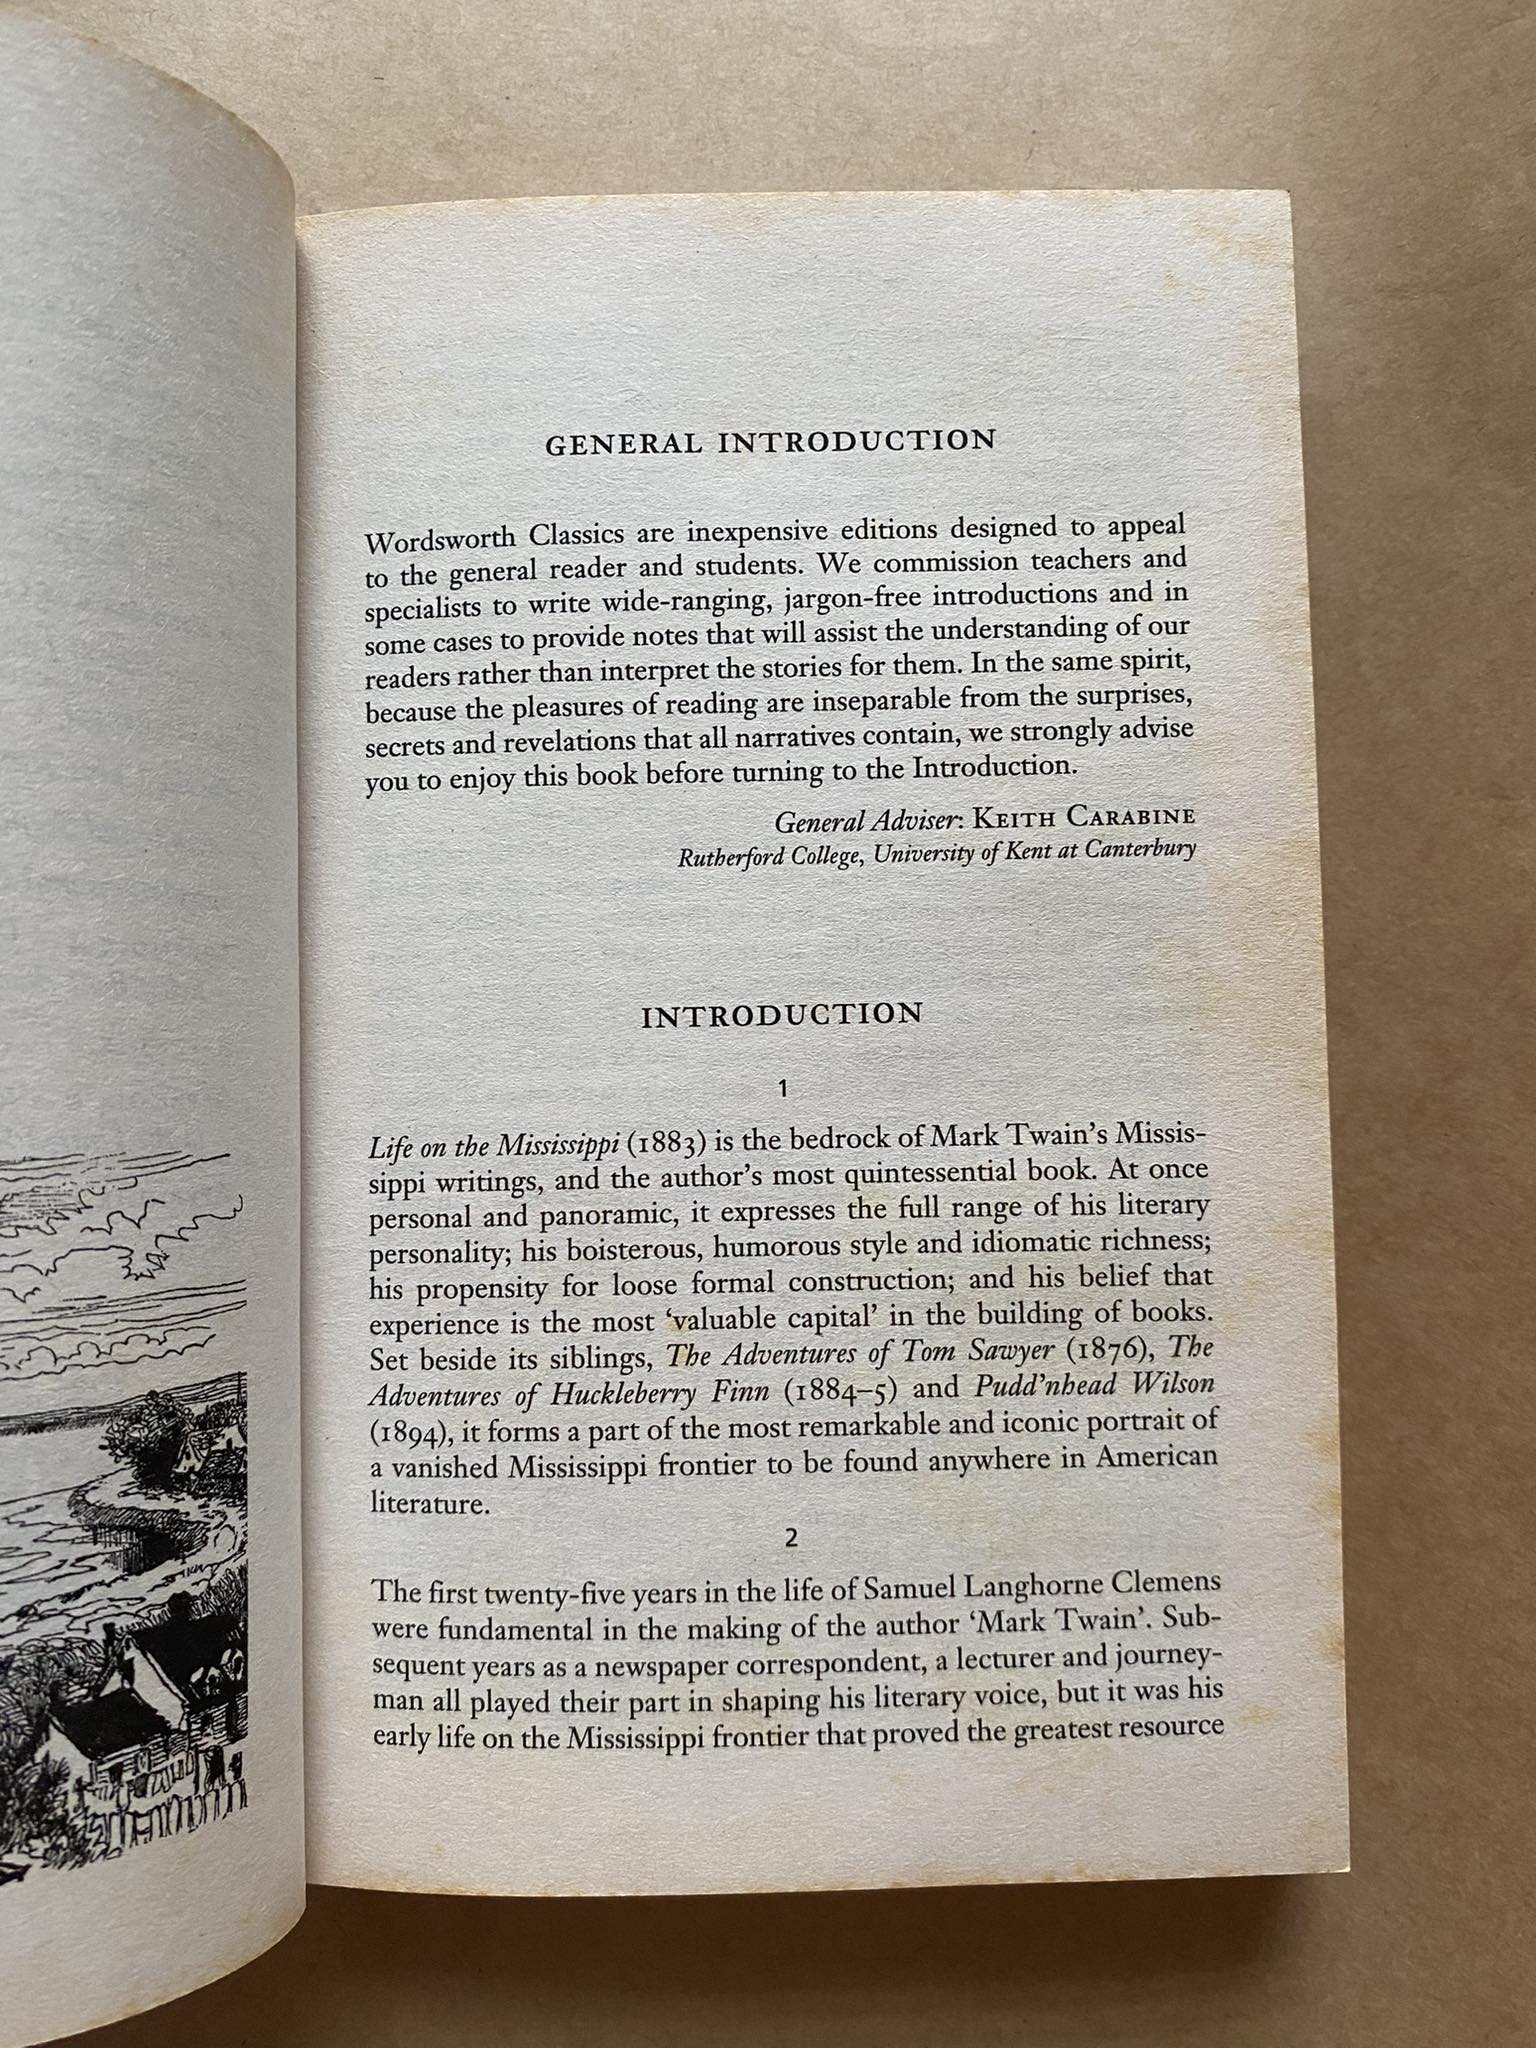 GENERAL INTRODUCTION
Wordsworth Classics are inexpensive editions designed to appeal
to the general reader and students. We commission teachers and
specialists to write wide-ranging, jargon-free introductions and in
some cases to provide notes that will assist the understanding of our
readers rather than interpret the stories for them. In the same spirit,
because the pleasures of reading are inseparable from the surprises,
secrets and revelations that all narratives contain, we strongly advise
you to enjoy this book before turning to the Introduction.
General Adviser: KEITH CARABINE
Rutherford College, University of Kent at Canterbury
INTRODUCTION
1
Life on the Mississippi (1883) is the bedrock of Mark Twain’s Missis-
sippi writings, and the author’s most quintessential book. At once
personal and panoramic, it expresses the full range of his literary
personality; his boisterous, humorous style and idiomatic richness;
his propensity for loose formal construction; and his belief that
experience is the most ‘valuable capital’ in the building of books.
Set beside its siblings, The Adventures of Tom Sawyer (1876), The
Adventures of Huckleberry Finn (1884–5) and Pudd’nhead Wilson
(1894), it forms a part of the most remarkable and iconic portrait of
a vanished Mississippi frontier to be found anywhere in American
literature.
2
The first twenty-five years in the life of Samuel Langhorne Clemens
were fundamental in the making of the author ‘Mark Twain’. Sub-
sequent years as a newspaper correspondent, a lecturer and journey-
man all played their part in shaping his literary voice, but it was his
early life on the Mississippi frontier that proved the greatest resource